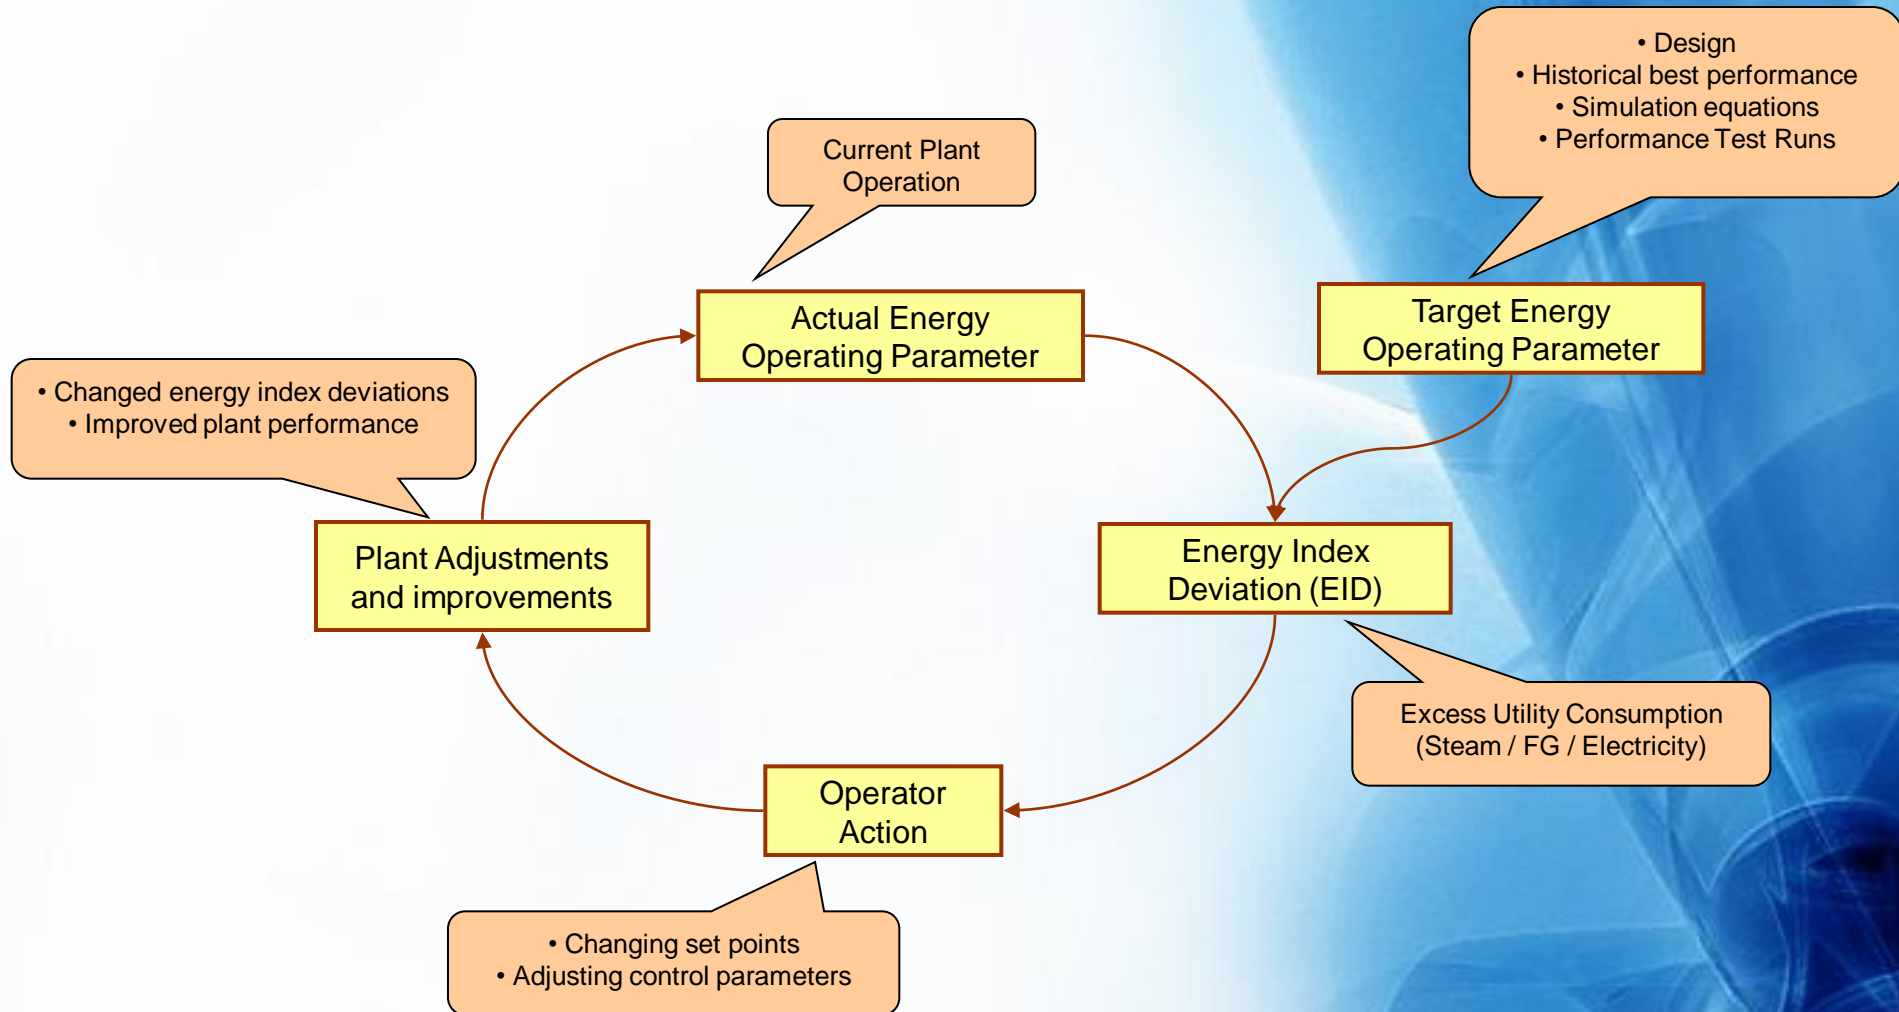 • Design
• Historical best performance
• Simulation equations
• Performance Test Runs
Current Plant
Operation
Actual Energy
Operating Parameter
Target Energy
Operating Parameter
• Changed energy index deviations
• Improved plant performance
Plant Adjustments
and improvements
Energy Index
Deviation (EID)
Excess Utility Consumption
(Steam / FG / Electricity)
Operator
Action
• Changing set points
• Adjusting control parameters